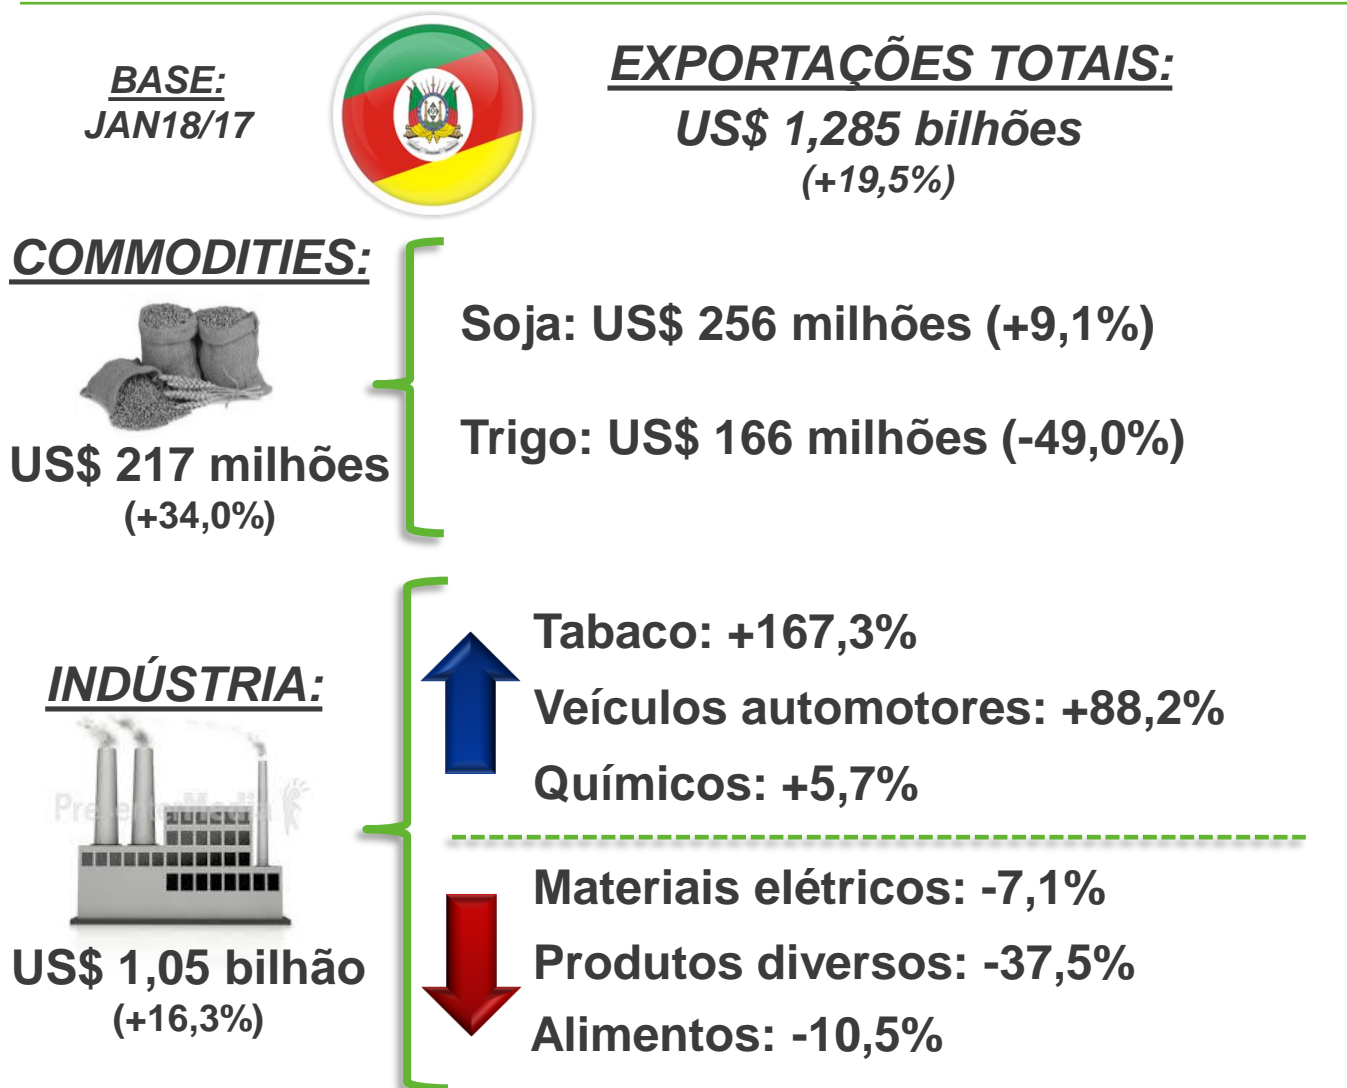 BASE:
JAN18/17
EXPORTAÇÕES TOTAIS:
US$ 1,285 bilhões
(+19,5%)
COMMODITIES:
US$ 217 milhões
(+34,0%)
Soja: US$ 256 milhões (+9,1%)
Trigo: US$ 166 milhões (-49,0%)
INDÚSTRIA:
PresenterMedia
US$ 1,05 bilhão
(+16,3%)
Tabaco: +167,3%
Veículos automotores: +88,2%
Químicos: +5,7%
Materiais elétricos: -7,1%
Produtos diversos: -37,5%
Alimentos: -10,5%